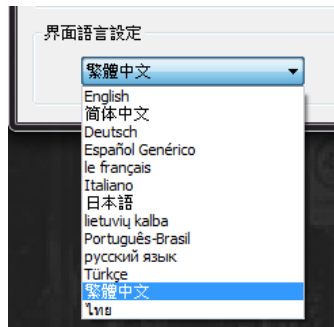 界面語言設定
繁體中文
English
简体中文
Deutsch
Español Genérico
le français
Italiano
日本語
lietuvių kalba
Português-Brasil
русский язык
Türkçe
繁體中文
ไทย